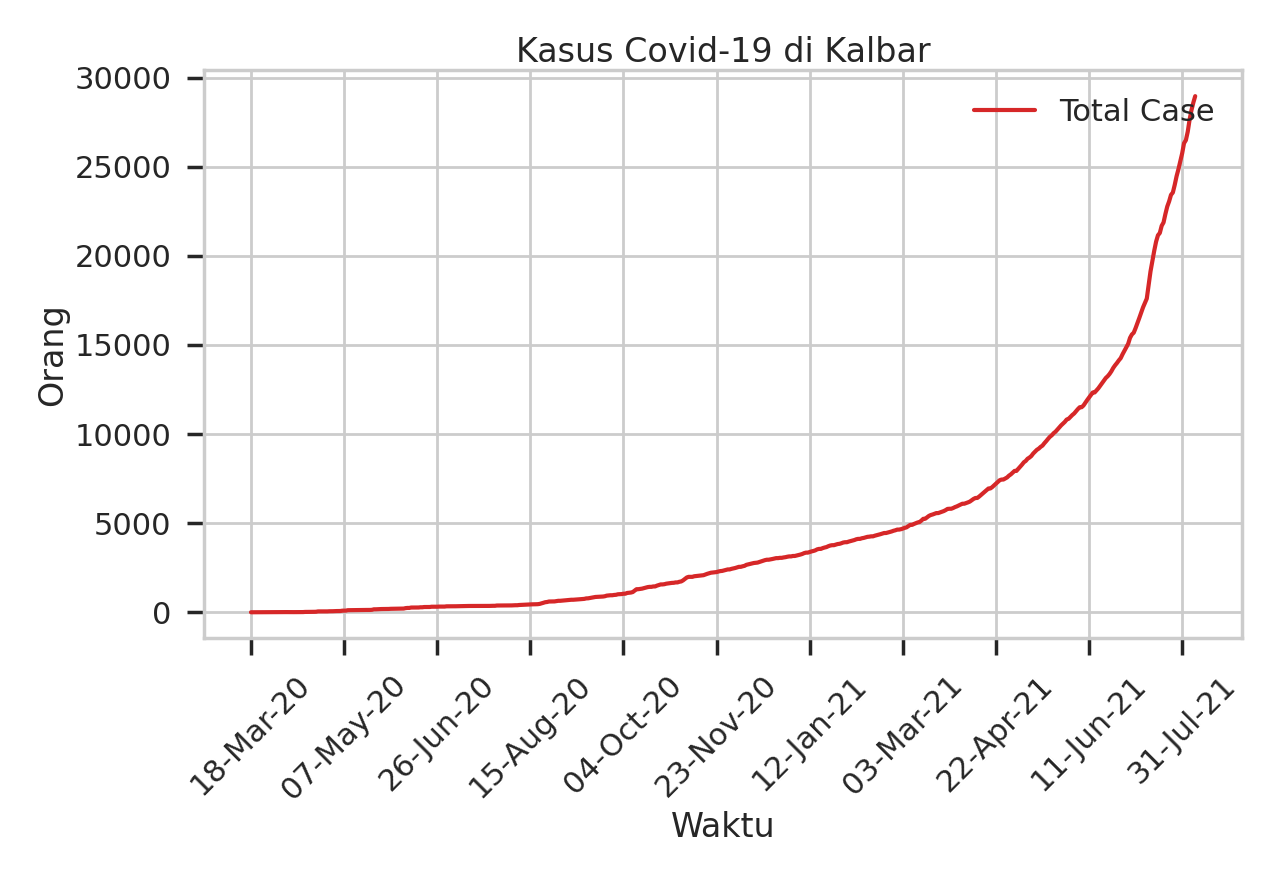 Kasus Covid-19 di Kalbar
30000
25000
20000
15000
10000
5000
0
Orang
Total Case
18-Mar-20
07-May-20
26-Jun-20
15-Aug-20
04-Oct-20
23-Nov-20
12-Jan-21
03-Mar-21
22-Apr-21
11-Jun-21
31-Jul-21
Waktu